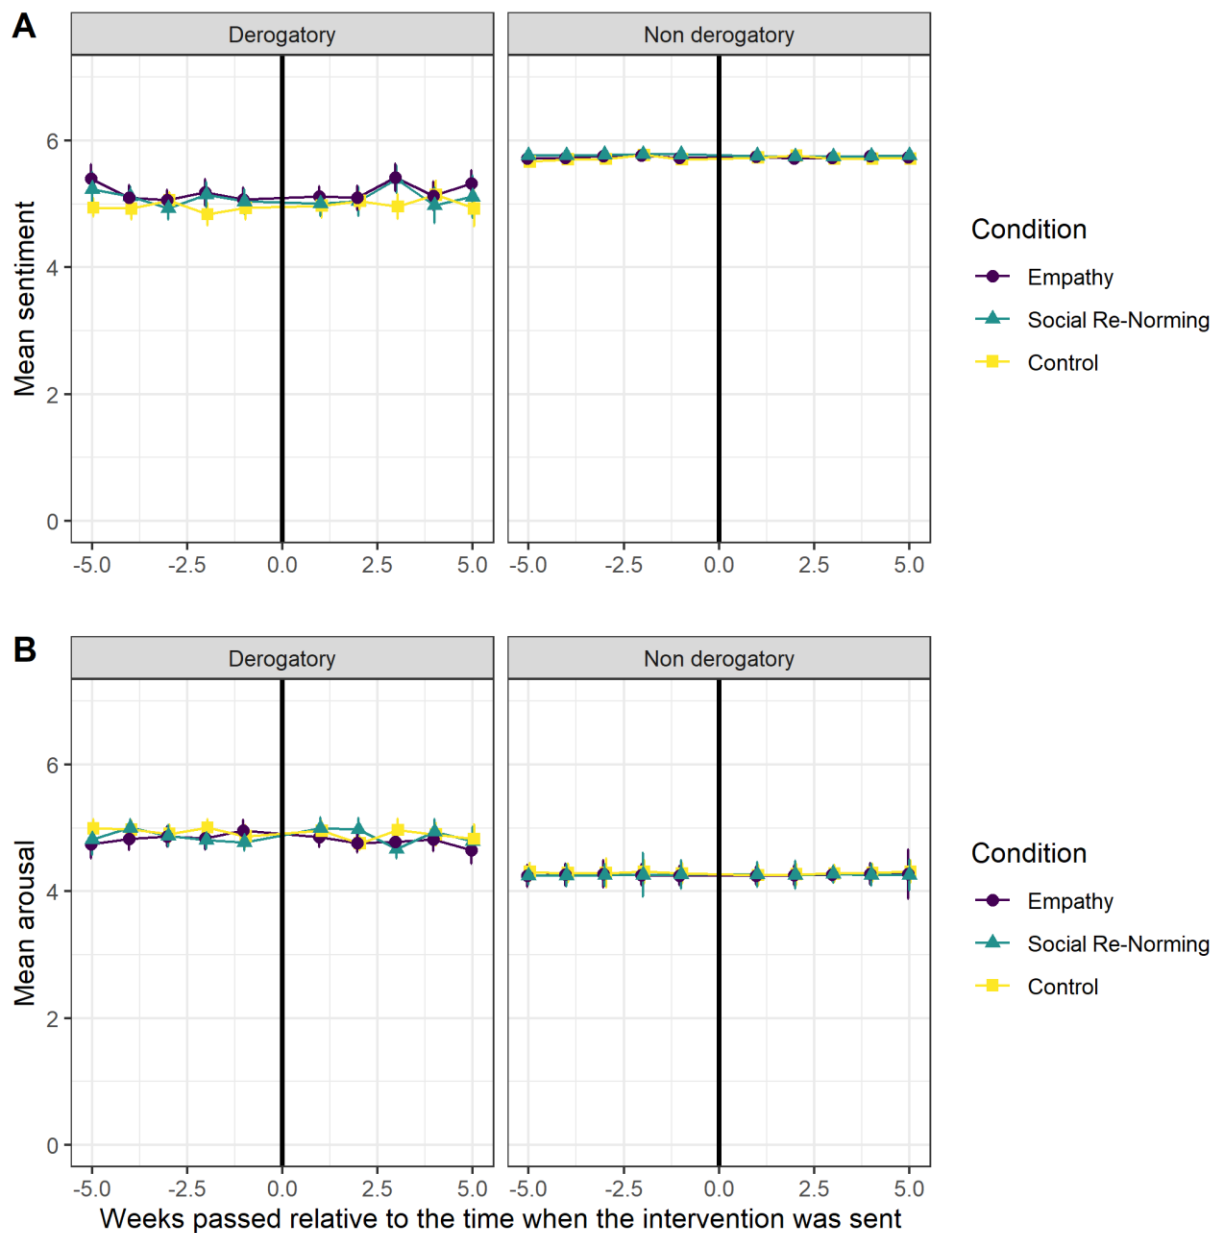 A
Derogatory
Non derogatory
Mean sentiment
6
4
2
0
-5.0 -2.5 0.0 2.5 5.0
-5.0 -2.5 0.0 2.5 5.0
Condition
Empathy
Social Re-Norming
Control
B
Derogatory
Non derogatory
Mean arousal
6
4
2
0
-5.0 -2.5 0.0 2.5 5.0
-5.0 -2.5 0.0 2.5 5.0
Weeks passed relative to the time when the intervention was sent
Condition
Empathy
Social Re-Norming
Control